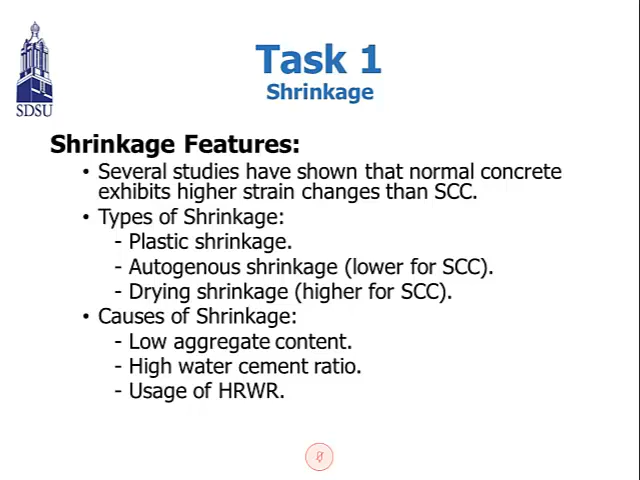 SDSU
Task 1
Shrinkage
Shrinkage Features:
• Several studies have shown that normal concrete
exhibits higher strain changes than SCC.
• Types of Shrinkage:
- Plastic shrinkage.
- Autogenous shrinkage (lower for SCC).
- Drying shrinkage (higher for SCC).
• Causes of Shrinkage:
- Low aggregate content.
- High water cement ratio.
- Usage of HRWR.